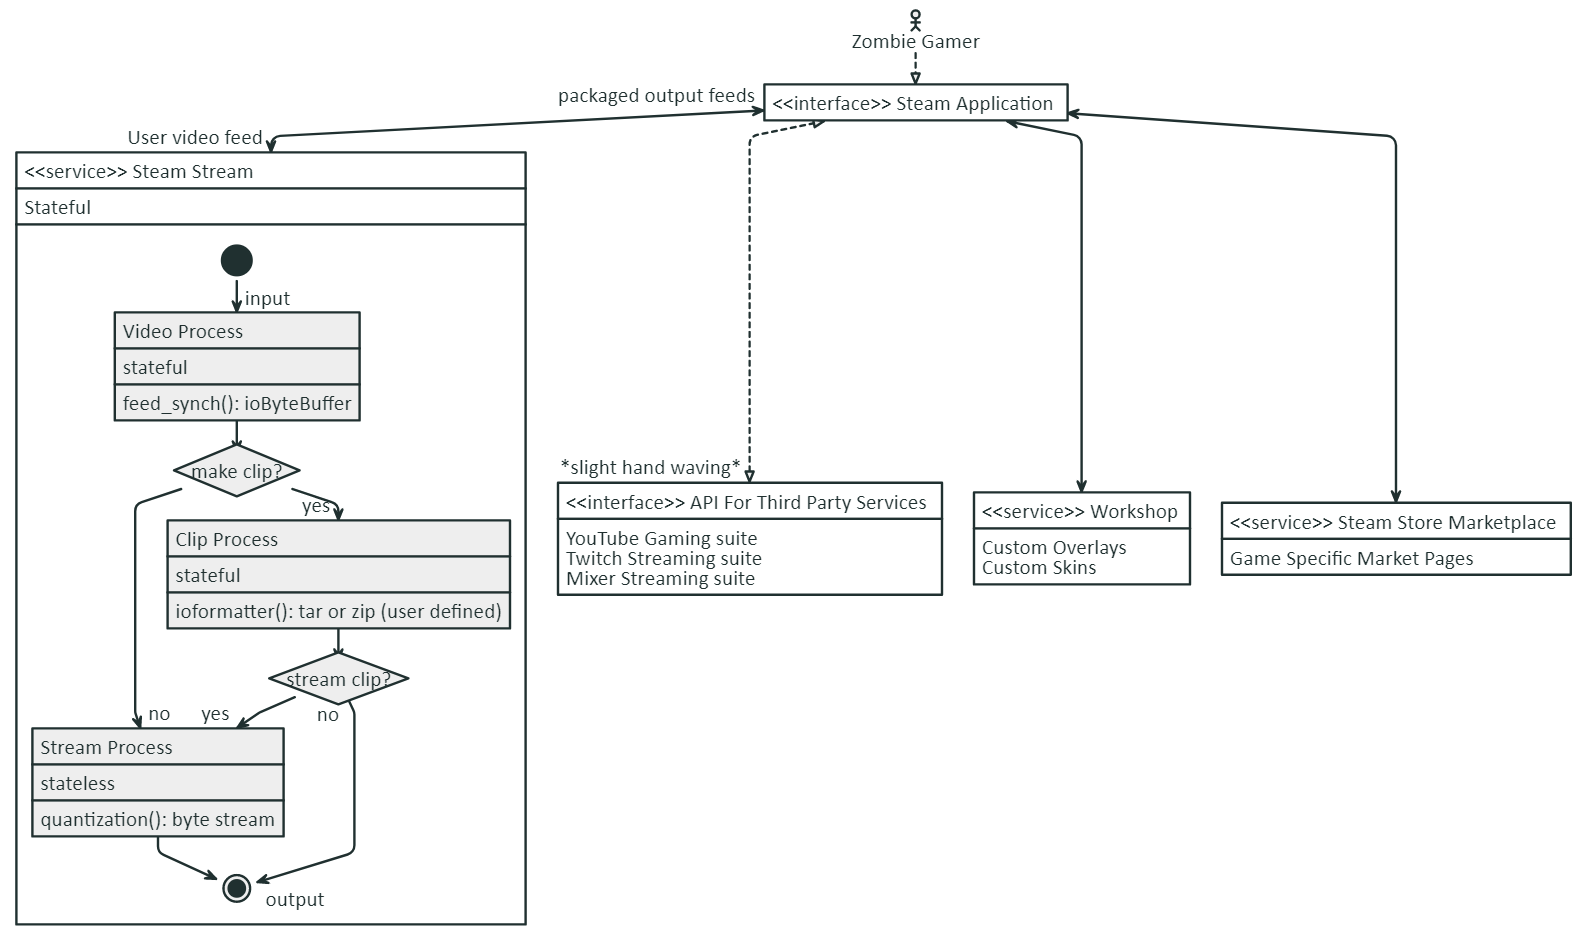 Zombie Gamer
packaged output feeds
<<interface>> Steam Application
User video feed
<<service>> Steam Stream
Stateful
input
Video Process
stateful
feed_synch(): ioByteBuffer
make clip?
yes
Clip Process
stateful
ioformatter(): tar or zip (user defined)
stream clip?
no
yes
no
Stream Process
stateless
quantization(): byte stream
output
*slight hand waving*
<<interface>> API For Third Party Services
YouTube Gaming suite
Twitch Streaming suite
Mixer Streaming suite
<<service>> Workshop
Custom Overlays
Custom Skins
<<service>> Steam Store Marketplace
Game Specific Market Pages